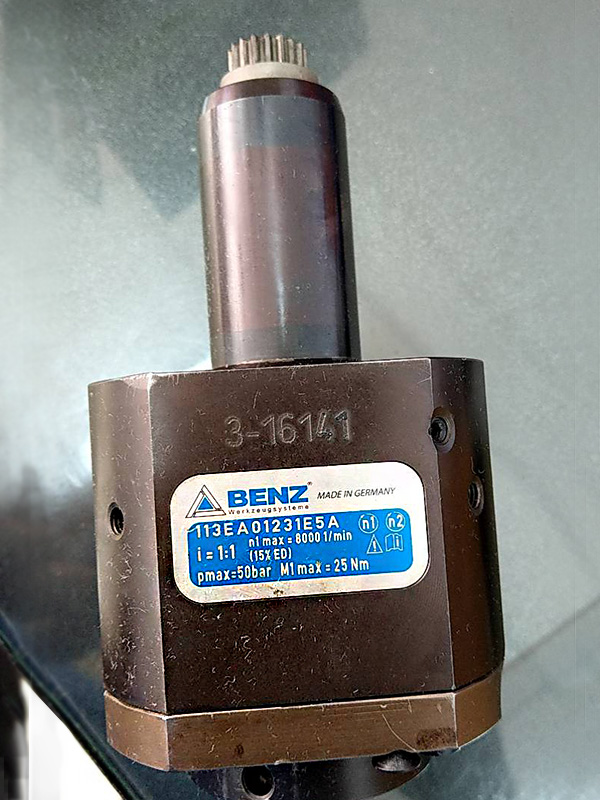 3-16141
BENZ® MADE IN GERMANY
Werkzeugsysteme
113EA01231E5A n1 n2
n1 max = 8000 1/min
i = 1:1 (15% ED)
pmax=50bar M1 max = 25 Nm